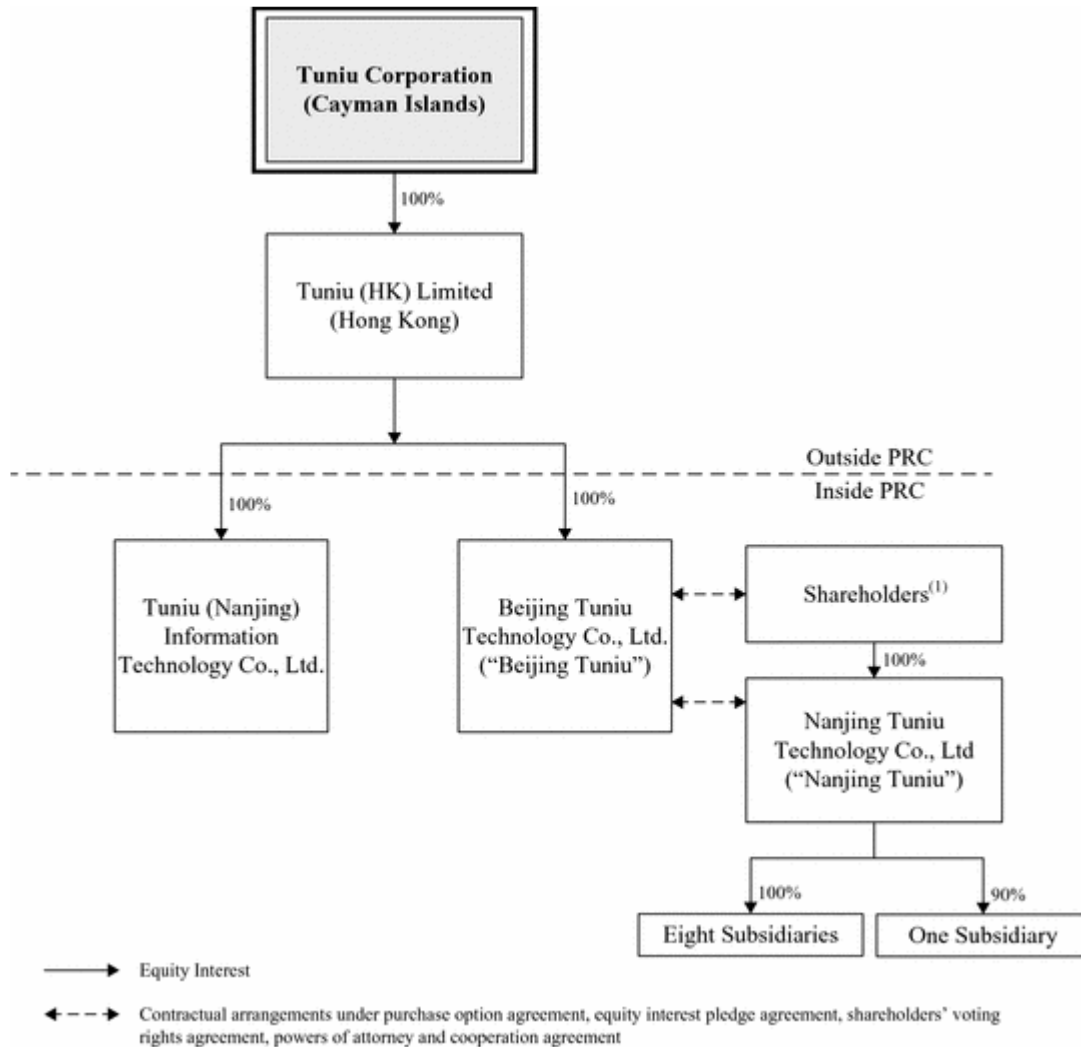 Tuniu Corporation
(Cayman Islands)
100%
Tuniu (HK) Limited
(Hong Kong)
Outside PRC
Inside PRC
100%
100%
Tuniu (Nanjing)
Information
Technology Co., Ltd.
Beijing Tuniu
Technology Co., Ltd.
(“Beijing Tuniu”)
Shareholders(1)
100%
Nanjing Tuniu
Technology Co., Ltd
(“Nanjing Tuniu”)
100%
90%
Eight Subsidiaries
One Subsidiary
Equity Interest
Contractual arrangements under purchase option agreement, equity interest pledge agreement, shareholders’ voting
rights agreement, powers of attorney and cooperation agreement